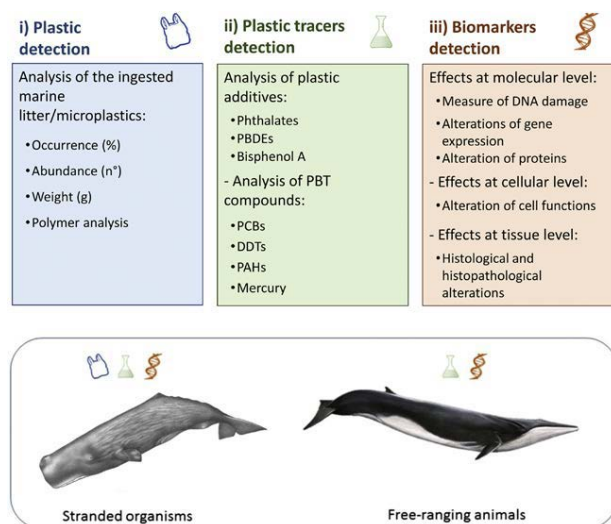 i) Plastic
detection
Analysis of the ingested
marine
litter/microplastics:
•Occurrence (%)
•Abundance (n°)
•Weight (g)
•Polymer analysis
ii) Plastic tracers
detection
Analysis of plastic
additives:
•Phthalates
•PBDEs
•Bisphenol A
- Analysis of PBT
compounds:
•PCBs
•DDTs
•PAHs
•Mercury
iii) Biomarkers
detection
Effects at molecular level:
•Measure of DNA damage
•Alterations of gene
expression
•Alteration of proteins
- Effects at cellular level:
•Alteration of cell functions
- Effects at tissue level:
•Histological and
histopathological
alterations
Stranded organisms
Free-ranging animals